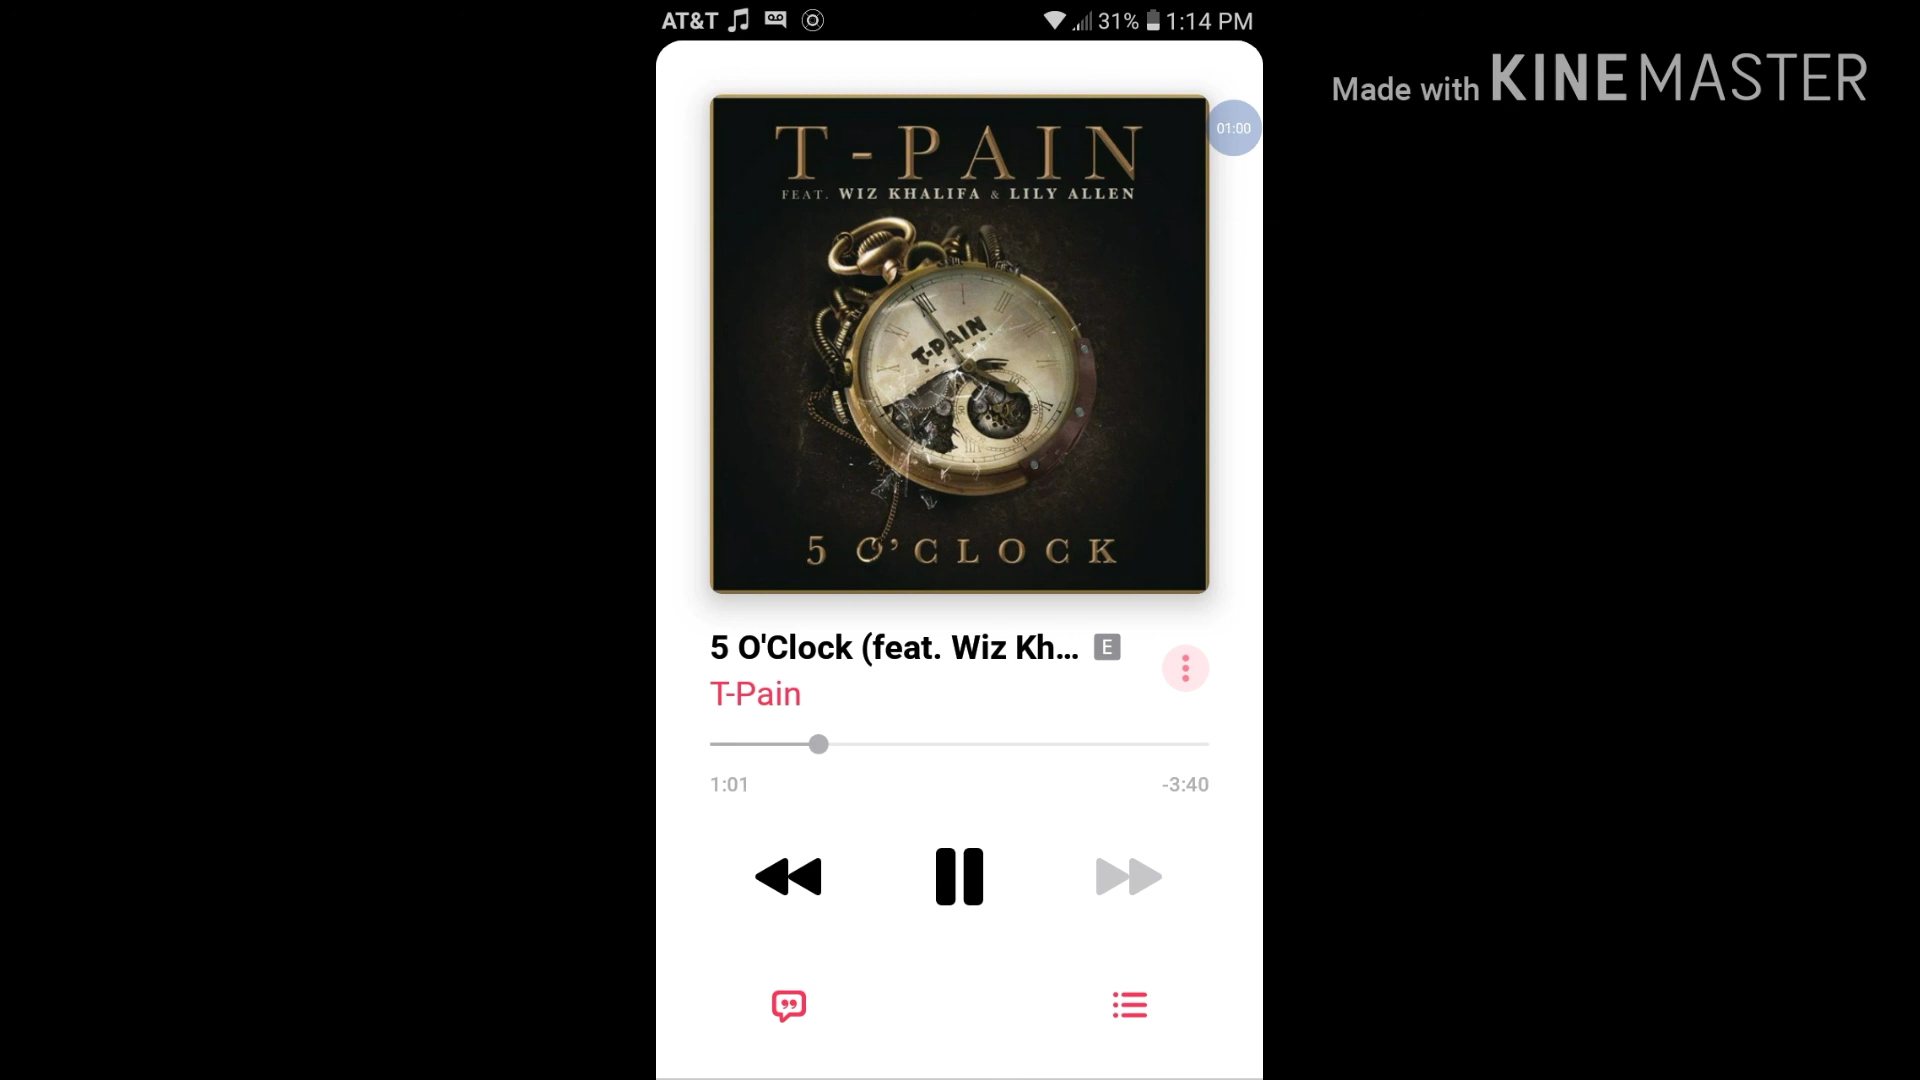 AT&T 31% 1:14 PM
Made with KINEMASTER
T-PAIN
01:00
FEAT. WIZ KHALIFA & LILY ALLEN
T-PAIN
5 O'CLOCK
5 O'Clock (feat. Wiz Kh... E
T-Pain
1:01 -3:40